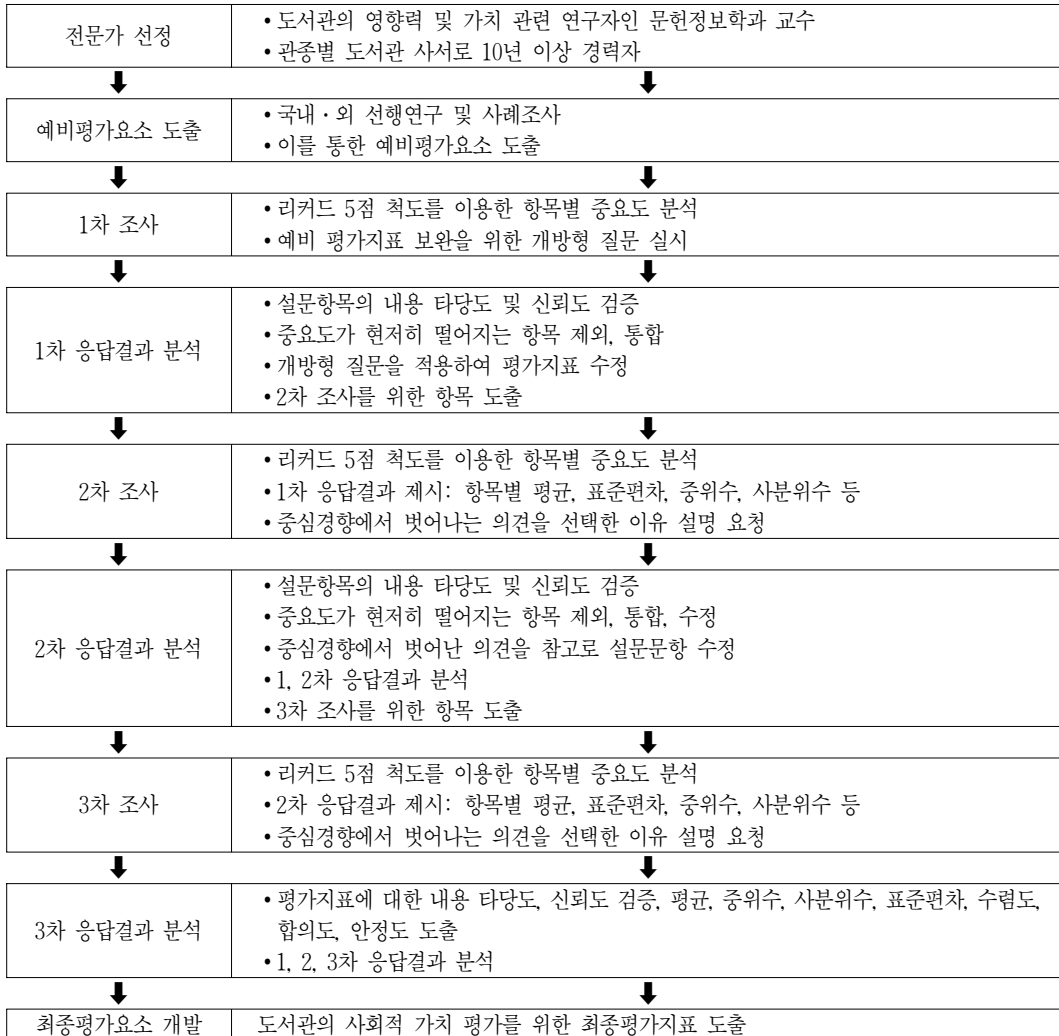 전문가 선정
• 도서관의 영향력 및 가치 관련 연구자인 문헌정보학과 교수
• 관종별 도서관 사서로 10년 이상 경력자
예비평가요소 도출
• 국내·외 선행연구 및 사례조사
• 이를 통한 예비평가요소 도출
1차 조사
• 리커드 5점 척도를 이용한 항목별 중요도 분석
• 예비 평가지표 보완을 위한 개방형 질문 실시
1차 응답결과 분석
• 설문항목의 내용 타당도 및 신뢰도 검증
• 중요도가 현저히 떨어지는 항목 제외, 통합
• 개방형 질문을 적용하여 평가지표 수정
• 2차 조사를 위한 항목 도출
2차 조사
• 리커드 5점 척도를 이용한 항목별 중요도 분석
• 1차 응답결과 제시: 항목별 평균, 표준편차, 중위수, 사분위수 등
• 중심경향에서 벗어나는 의견을 선택한 이유 설명 요청
2차 응답결과 분석
• 설문항목의 내용 타당도 및 신뢰도 검증
• 중요도가 현저히 떨어지는 항목 제외, 통합, 수정
• 중심경향에서 벗어난 의견을 참고로 설문문항 수정
• 1, 2차 응답결과 분석
• 3차 조사를 위한 항목 도출
3차 조사
• 리커드 5점 척도를 이용한 항목별 중요도 분석
• 2차 응답결과 제시: 항목별 평균, 표준편차, 중위수, 사분위수 등
• 중심경향에서 벗어나는 의견을 선택한 이유 설명 요청
3차 응답결과 분석
• 평가지표에 대한 내용 타당도, 신뢰도 검증, 평균, 중위수, 사분위수, 표준편차, 수렴도,
합의도, 안정도 도출
• 1, 2, 3차 응답결과 분석
최종평가요소 개발
도서관의 사회적 가치 평가를 위한 최종평가지표 도출